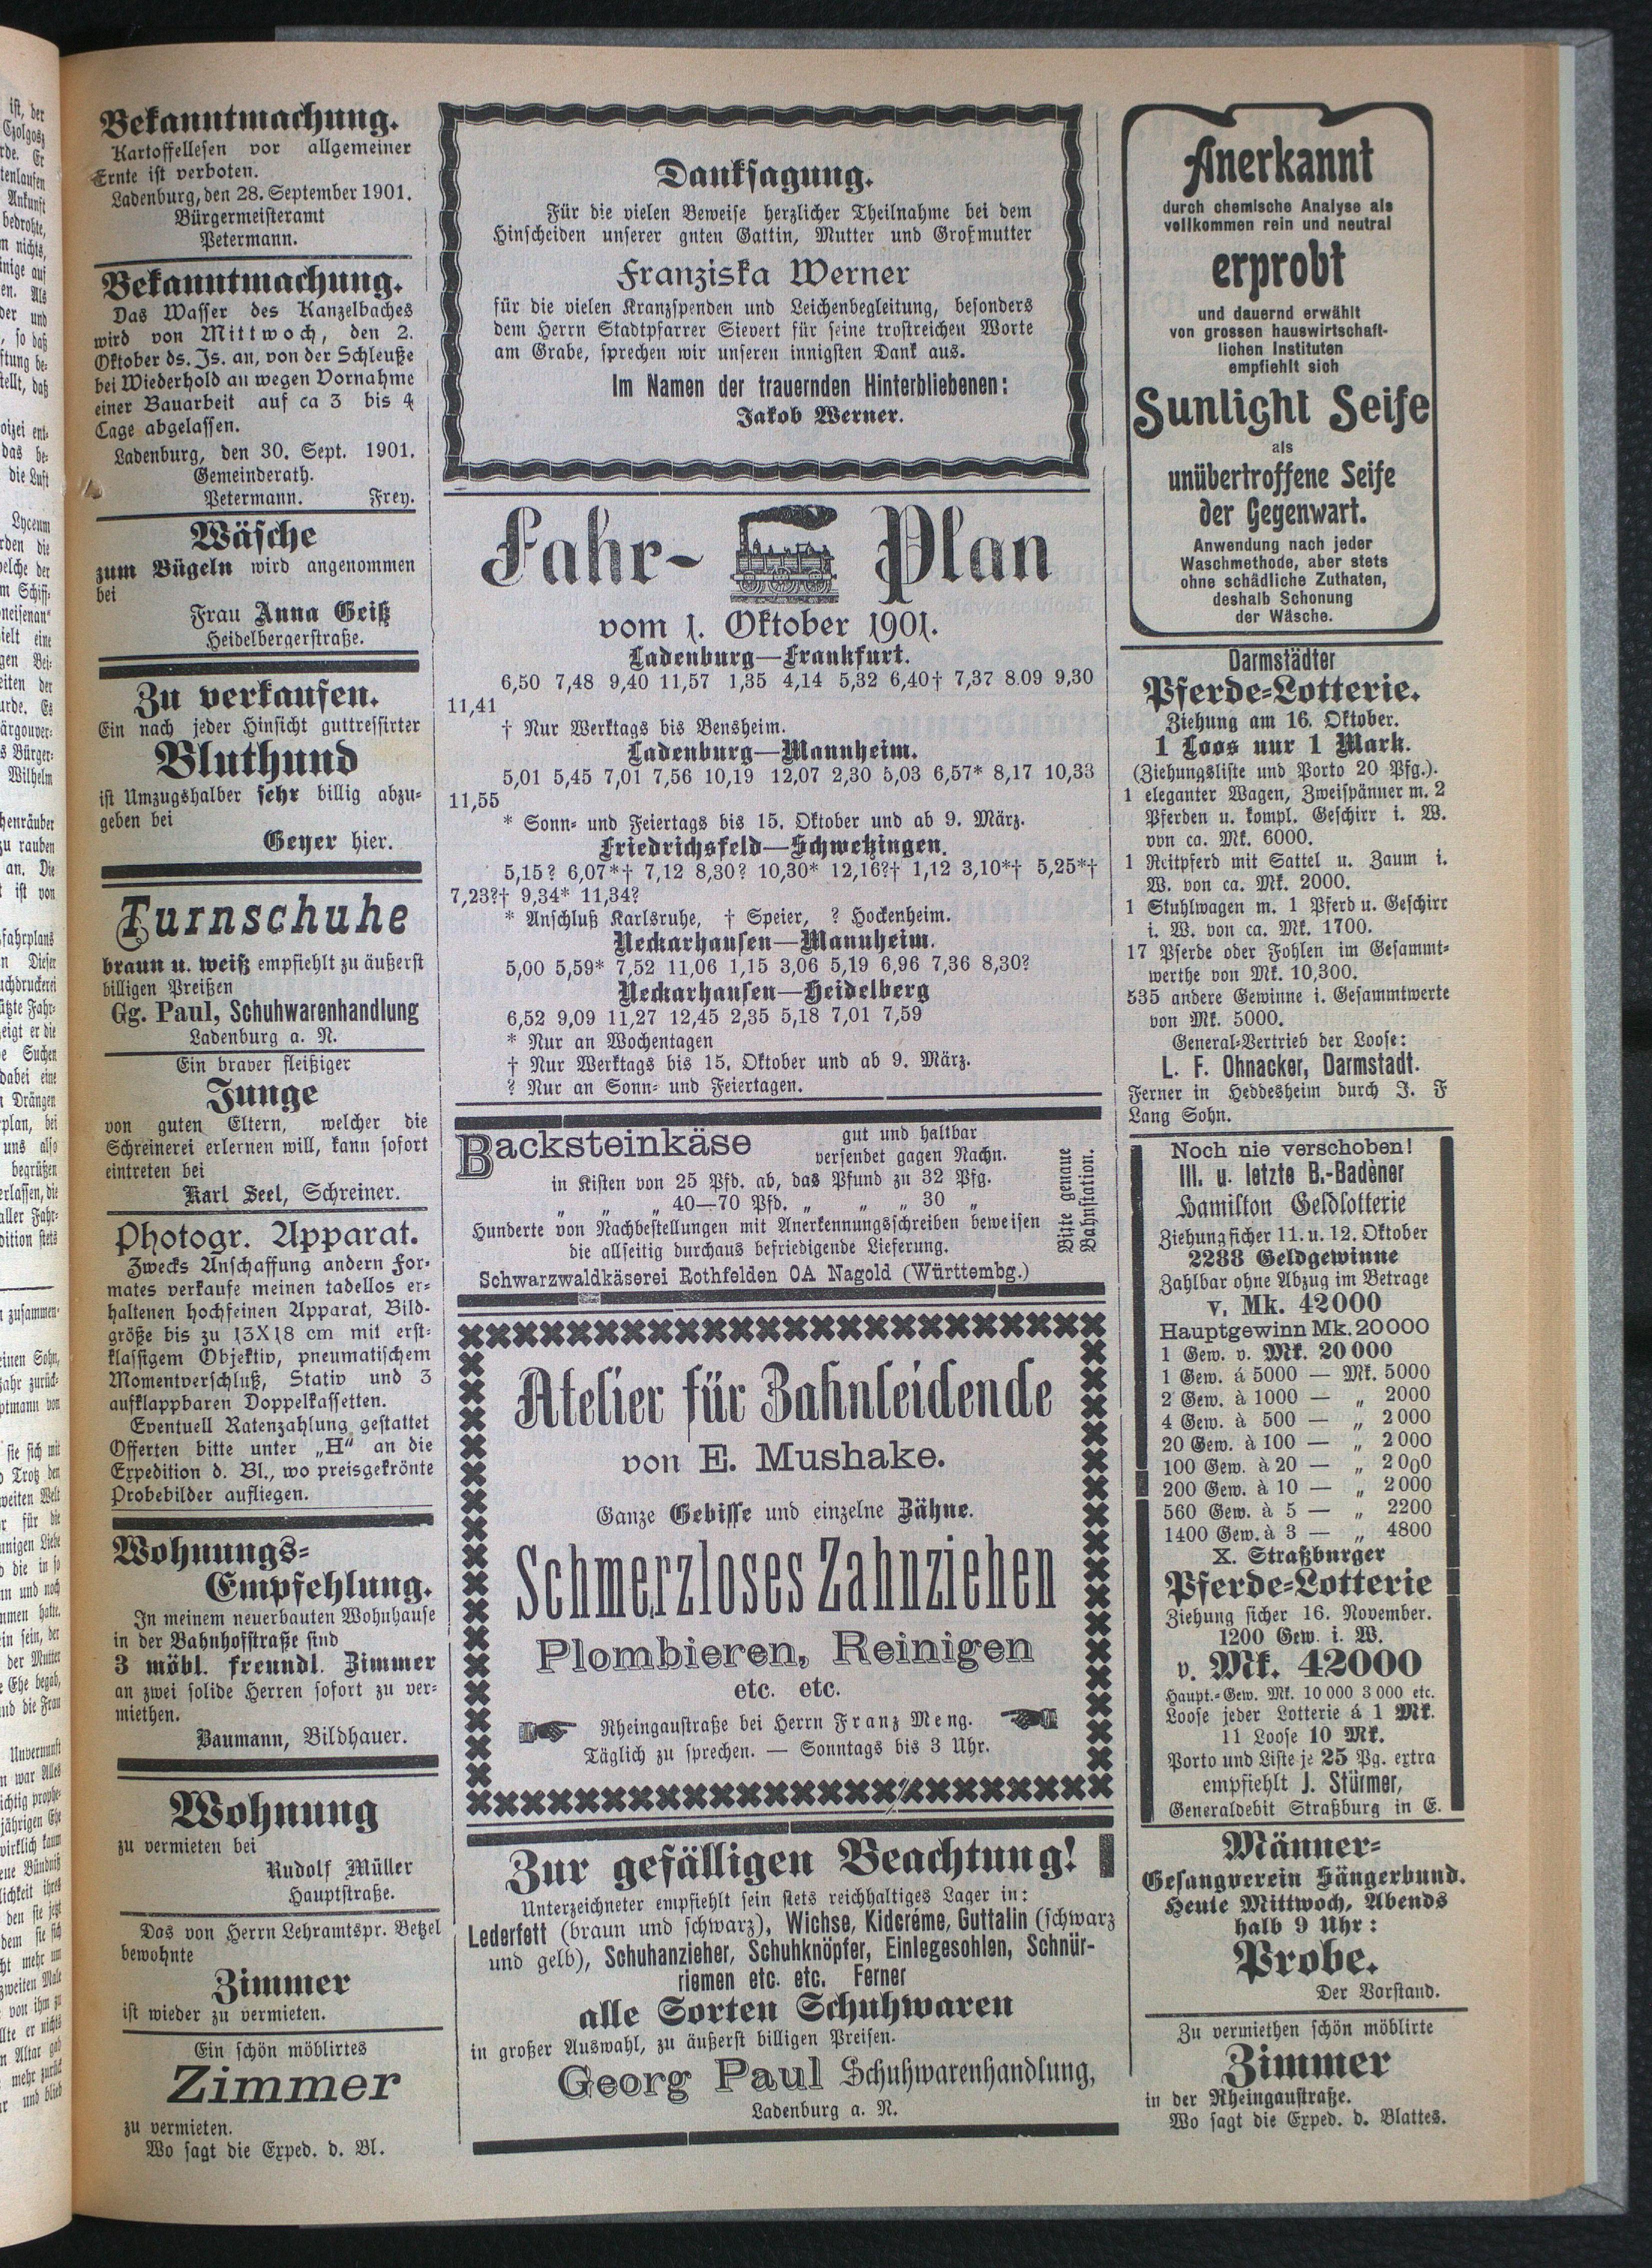 Bekanntmachung.
Kartoffellesen vor allgemeiner
Ernte ist verboten.
Ladenburg, den 28. September 1901.
Bürgermeisteramt
Petermann.
Bekanntmachung.
Das Wasser des Kanzelbaches
wird von Mittwoch, den 2.
Oktober ds. Js. an, von der Schleuße
bei Wiederhold an wegen Vornahme
einer Bauarbeit auf ca 3 bis 4
Tage abgelassen.
Ladenburg, den 30. Sept. 1901.
Gemeinderath.
Petermann. Frey.
Wäsche
zum Bügeln wird angenommen
bei
Frau Anna Geiß
Heidelbergerstraße.
Zu verkaufen.
Ein nach jeder Hinsicht guttressirter
Bluthund
ist Umzugshalber sehr billig abzu-
geben bei
Geyer hier.
Turnschuhe
braun u. weiß empfiehlt zu äußerst
billigen Preißen
Gg. Paul, Schuhwarenhandlung
Ladenburg a. N.
Ein braver fleißiger
Junge
von guten Eltern, welcher die
Schreinerei erlernen will, kann sofort
eintreten bei
Karl Seel, Schreiner.
Photogr. Apparat.
Zwecks Anschaffung andern For-
mates verkaufe meinen tadellos er-
haltenen hochfeinen Apparat, Bild-
größe bis zu 13X18 cm mit erst-
klassigem Objektiv, pneumatischem
Momentverschluß, Stativ und 3
aufklappbaren Doppelkassetten.
Eventuell Ratenzahlung gestattet
Offerten bitte unter „H" an die
Expedition d. Bl., wo preisgekrönte
Probebilder aufliegen.
Wohnungs-
Empfehlung.
In meinem neuerbauten Wohnhause
in der Bahnhofstraße sind
3 möbl. freundl. Zimmer
an zwei solide Herren sofort zu ver-
miethen.
Baumann, Bildhauer.
Wohnung
zu vermieten bei
Rudolf Müller
Hauptstraße.
Das von Herrn Lehramtspr. Betzel
bewohnte
Zimmer
ist wieder zu vermieten.
Ein schön möblirtes
Zimmer
zu vermieten.
Wo sagt die Exped. d. Bl.
Danksagung.
Für die vielen Beweise herzlicher Theilnahme bei dem
Hinscheiden unserer gnten Gattin, Mutter und Großmutter
Franziska Werner
für die vielen Kranzspenden und Leichenbegleitung, besonders
dem Herrn Stadtpfarrer Sievert für seine trostreichen Worte
am Grabe, sprechen wir unseren innigsten Dank aus.
Im Namen der trauernden Hinterbliebenen:
Jakob Werner.
Fahr-Plan
vom 1. Oktober 1901.
Ladenburg—Frankfurt.
6,50 7,48 9,40 11,57 1,35 4,14 5,32 6,40† 7,37 8.09 9,30
11,41
† Nur Werktags bis Bensheim.
Ladenburg—Mannheim.
5,01 5,45 7,01 7,56 10,19 12,07 2,30 5,03 6,57* 8,17 10,33
11,55
* Sonn- und Feiertags bis 15. Oktober und ab 9. März.
Friedrichsfeld—Schwetzingen.
5,15? 6,07*† 7,12 8,30? 10,30* 12,16?† 1,12 3,10*† 5,25*†
7,23?† 9,34* 11,34?
* Anschluß Karlsruhe, † Speier, ? Hockenheim.
Neckarhausen—Mannheim.
5,00 5,59* 7,52 11,06 1,15 3,06 5,19 6,96 7,36 8,30?
Neckarhausen—Heidelberg
6,52 9,09 11,27 12,45 2,35 5,18 7,01 7,59
* Nur an Wochentagen
† Nur Werktags bis 15. Oktober und ab 9. März.
? Nur an Sonn- und Feiertagen.
Backsteinkäse gut und haltbar
versendet gagen Nachn.
in Kisten von 25 Pfd. ab, das Pfund zu 32 Pfg.
„ „ „ 40—70 Pfd. „ „ „ 30 „
Hunderte von Nachbestellungen mit Anerkennungsschreiben beweisen
die allseitig durchaus befriedigende Lieferung.
Schwarzwaldkäserei Rothfelden OA Nagold (Württembg.)
Bitte genaue
Bahnstation.
Atelier für Zahnleidende
von E. Mushake.
Ganze Gebisse und einzelne Zähne.
Schmerzloses Zahnziehen
Plombieren, Reinigen
etc. etc.
Rheingaustraße bei Herrn Franz Meng.
Täglich zu sprechen. — Sonntags bis 3 Uhr.
Zur gefälligen Beachtung!
Unterzeichneter empfiehlt sein stets reichhaltiges Lager in:
Lederfett (braun und schwarz), Wichse, Kidcréme, Guttalin (schwarz
und gelb), Schuhanzieher, Schuhknöpfer, Einlegesohlen, Schnür-
riemen etc. etc. Ferner
alle Sorten Schuhwaren
in großer Auswahl, zu äußerst billigen Preisen.
Georg Paul Schuhwarenhandlung,
Ladenburg a. N.
Anerkannt
durch chemische Analyse als
vollkommen rein und neutral
erprobt
und dauernd erwählt
von grossen hauswirtschaft-
lichen Instituten
empfiehlt sich
Sunlight Seife
als
unübertroffene Seife
der Gegenwart.
Anwendung nach jeder
Waschmethode, aber stets
ohne schädliche Zuthaten,
deshalb Schonung
der Wäsche.
Darmstädter
Pferde-Lotterie.
Ziehung am 16. Oktober.
1 Loos nur 1 Mark.
(Ziehungsliste und Porto 20 Pfg.).
1 eleganter Wagen, Zweispänner m. 2
Pferden u. kompl. Geschirr i. W.
von ca. Mk. 6000.
1 Reitpferd mit Sattel u. Zaum i.
W. von ca. Mk. 2000.
1 Stuhlwagen m. 1 Pferd u. Geschirr
i. W. von ca. Mk. 1700.
17 Pferde oder Fohlen im Gesammt-
werthe von Mk. 10,300.
535 andere Gewinne i. Gesammtwerte
von Mk. 5000.
General-Vertrieb der Loose:
L. F. Ohnacker, Darmstadt.
Ferner in Heddesheim durch J. F
Lang Sohn.
Noch nie verschoben!
III. u. letzte B.-Badener
Hamilton Geldlotterie
Ziehung sicher 11. u. 12. Oktober
2288 Geldgewinne
Zahlbar ohne Abzug im Betrage
v. Mk. 42000
Hauptgewinn Mk. 20000
1 Gew. v. Mk. 20 000
1 Gew. á 5000 — Mk. 5000
2 Gew. à 1000 — „ 2000
4 Gew. à 500 — „ 2 000
20 Gew. à 100 — „ 2 000
100 Gew. à 20 — „ 2 000
200 Gew. à 10 — „ 2 000
560 Gew. à 5 — „ 2200
1400 Gew. à 3 — „ 4800
X. Straßburger
Pferde-Lotterie
Ziehung sicher 16. November.
1200 Gew. i. W.
v. Mk. 42000
Haupt.-Gew. Mk. 10 000 3 000 etc.
Loose jeder Lotterie á 1 Mk.
11 Loose 10 Mk.
Porto und Liste je 25 Pg. extra
empfiehlt J. Stürmer,
Generaldebit Straßburg in E.
Männer-
Gesangverein Sängerbund.
Heute Mittwoch, Abends
halb 9 Uhr:
Probe.
Der Vorstand.
Zu vermiethen schön möblirte
Zimmer
in der Rheingaustraße.
Wo sagt die Exped. d. Blattes.